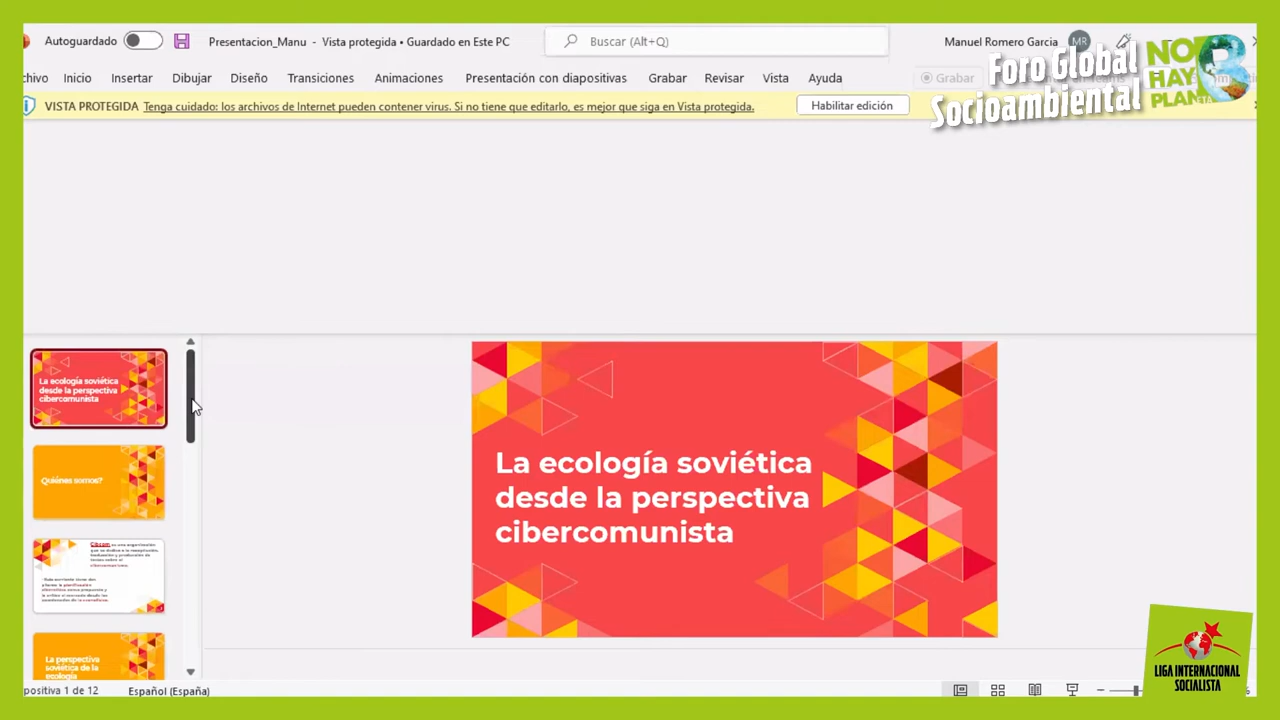 Autoguardado
Presentacion_Manu - Vista protegida • Guardado en Este PC
Buscar (Alt+Q)
Manuel Romero Garcia
MR
chivo Inicio Insertar Dibujar Diseño Transiciones Animaciones Presentación con diapositivas Grabar Revisar Vista Ayuda
Grabar
Foro Global
Socioambiental
NO
HAY
PLANETA
B
VISTA PROTEGIDA Tenga cuidado: los archivos de Internet pueden contener virus. Si no tiene que editarlo, es mejor que siga en Vista protegida.
Habilitar edición
La ecología soviética
desde la perspectiva
cibercomunista
Quiénes somos?
La perspectiva
soviética de la
ecología
La ecología soviética
desde la perspectiva
cibercomunista
LIGA INTERNACIONAL
SOCIALISTA
positiva 1 de 12
Español (España)